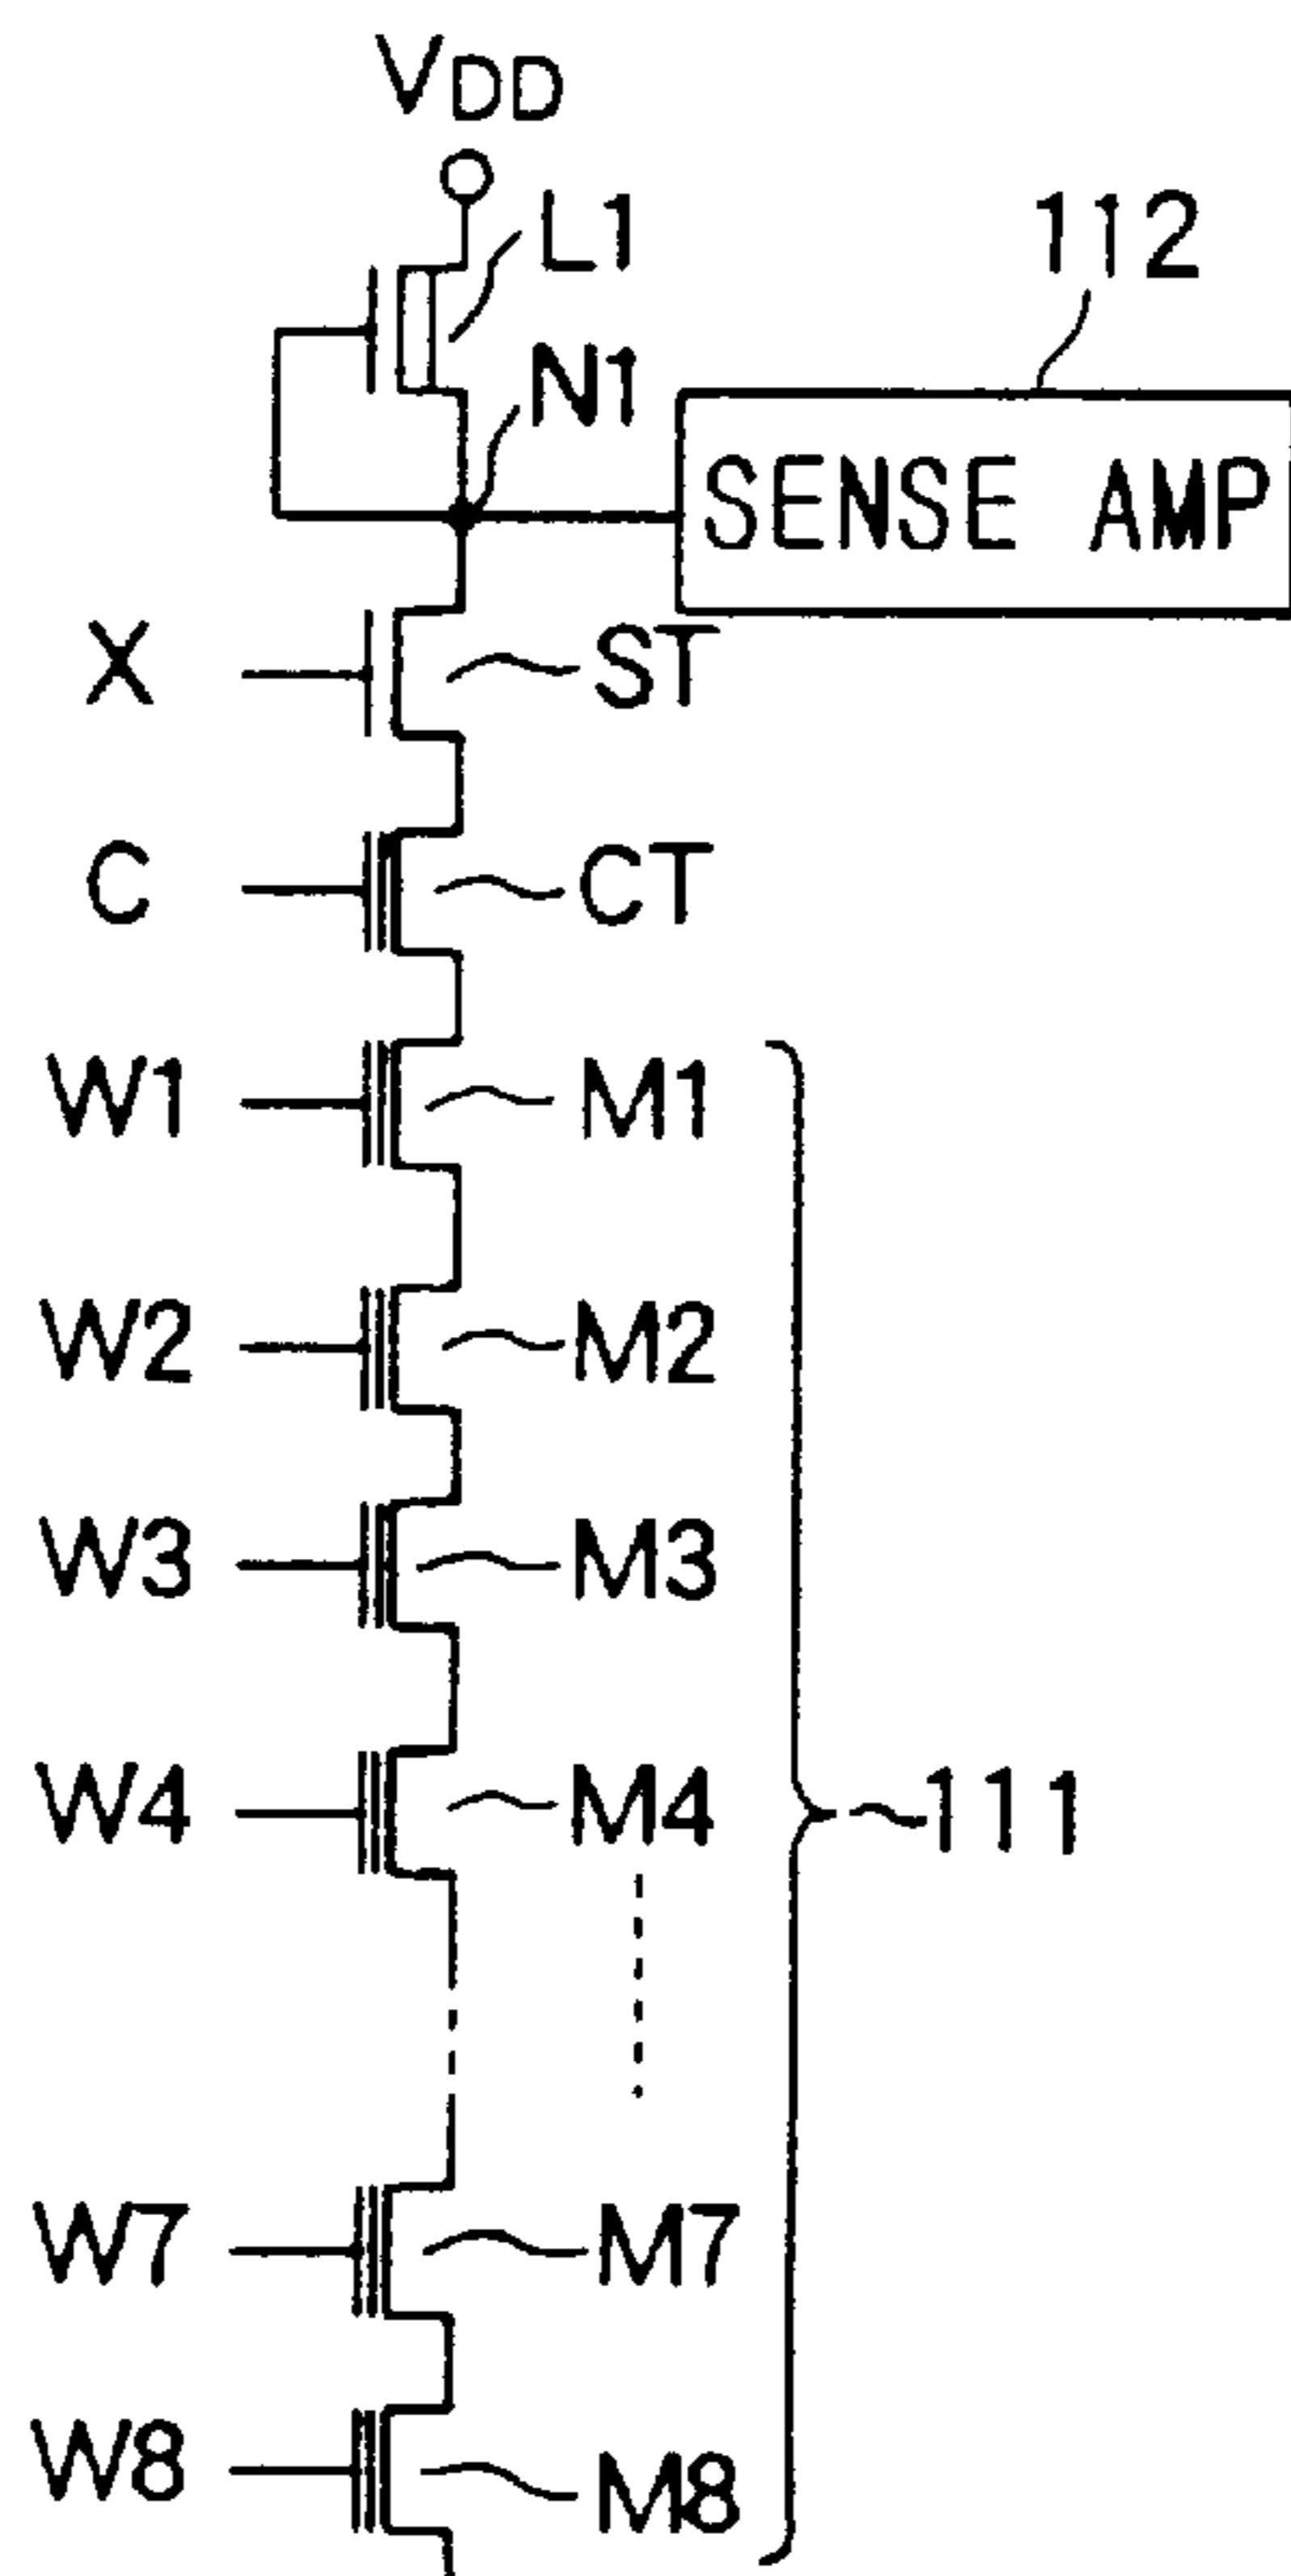 VDD
L1
112
N1
SENSE AMP
X ST
C CT
W1 M1
W2 M2
W3 M3
W4 M4
111
W7 M7
W8 M8